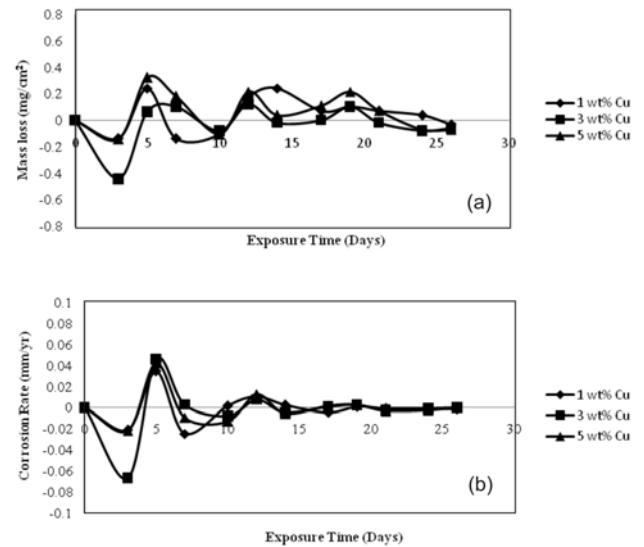 0.8
0.6
0.4
0.2
0
-0.2
-0.4
-0.6
-0.8
Mass loss (mg/cm²)
0 5 10 15 20 25 30
Exposure Time (Days)
1 wt% Cu
3 wt% Cu
5 wt% Cu
(a)
0.1
0.08
0.06
0.04
0.02
0
-0.02
-0.04
-0.06
-0.08
-0.1
Corrosion Rate (mm/yr)
0 5 10 15 20 25 30
Exposure Time (Days)
1 wt% Cu
3 wt% Cu
5 wt% Cu
(b)